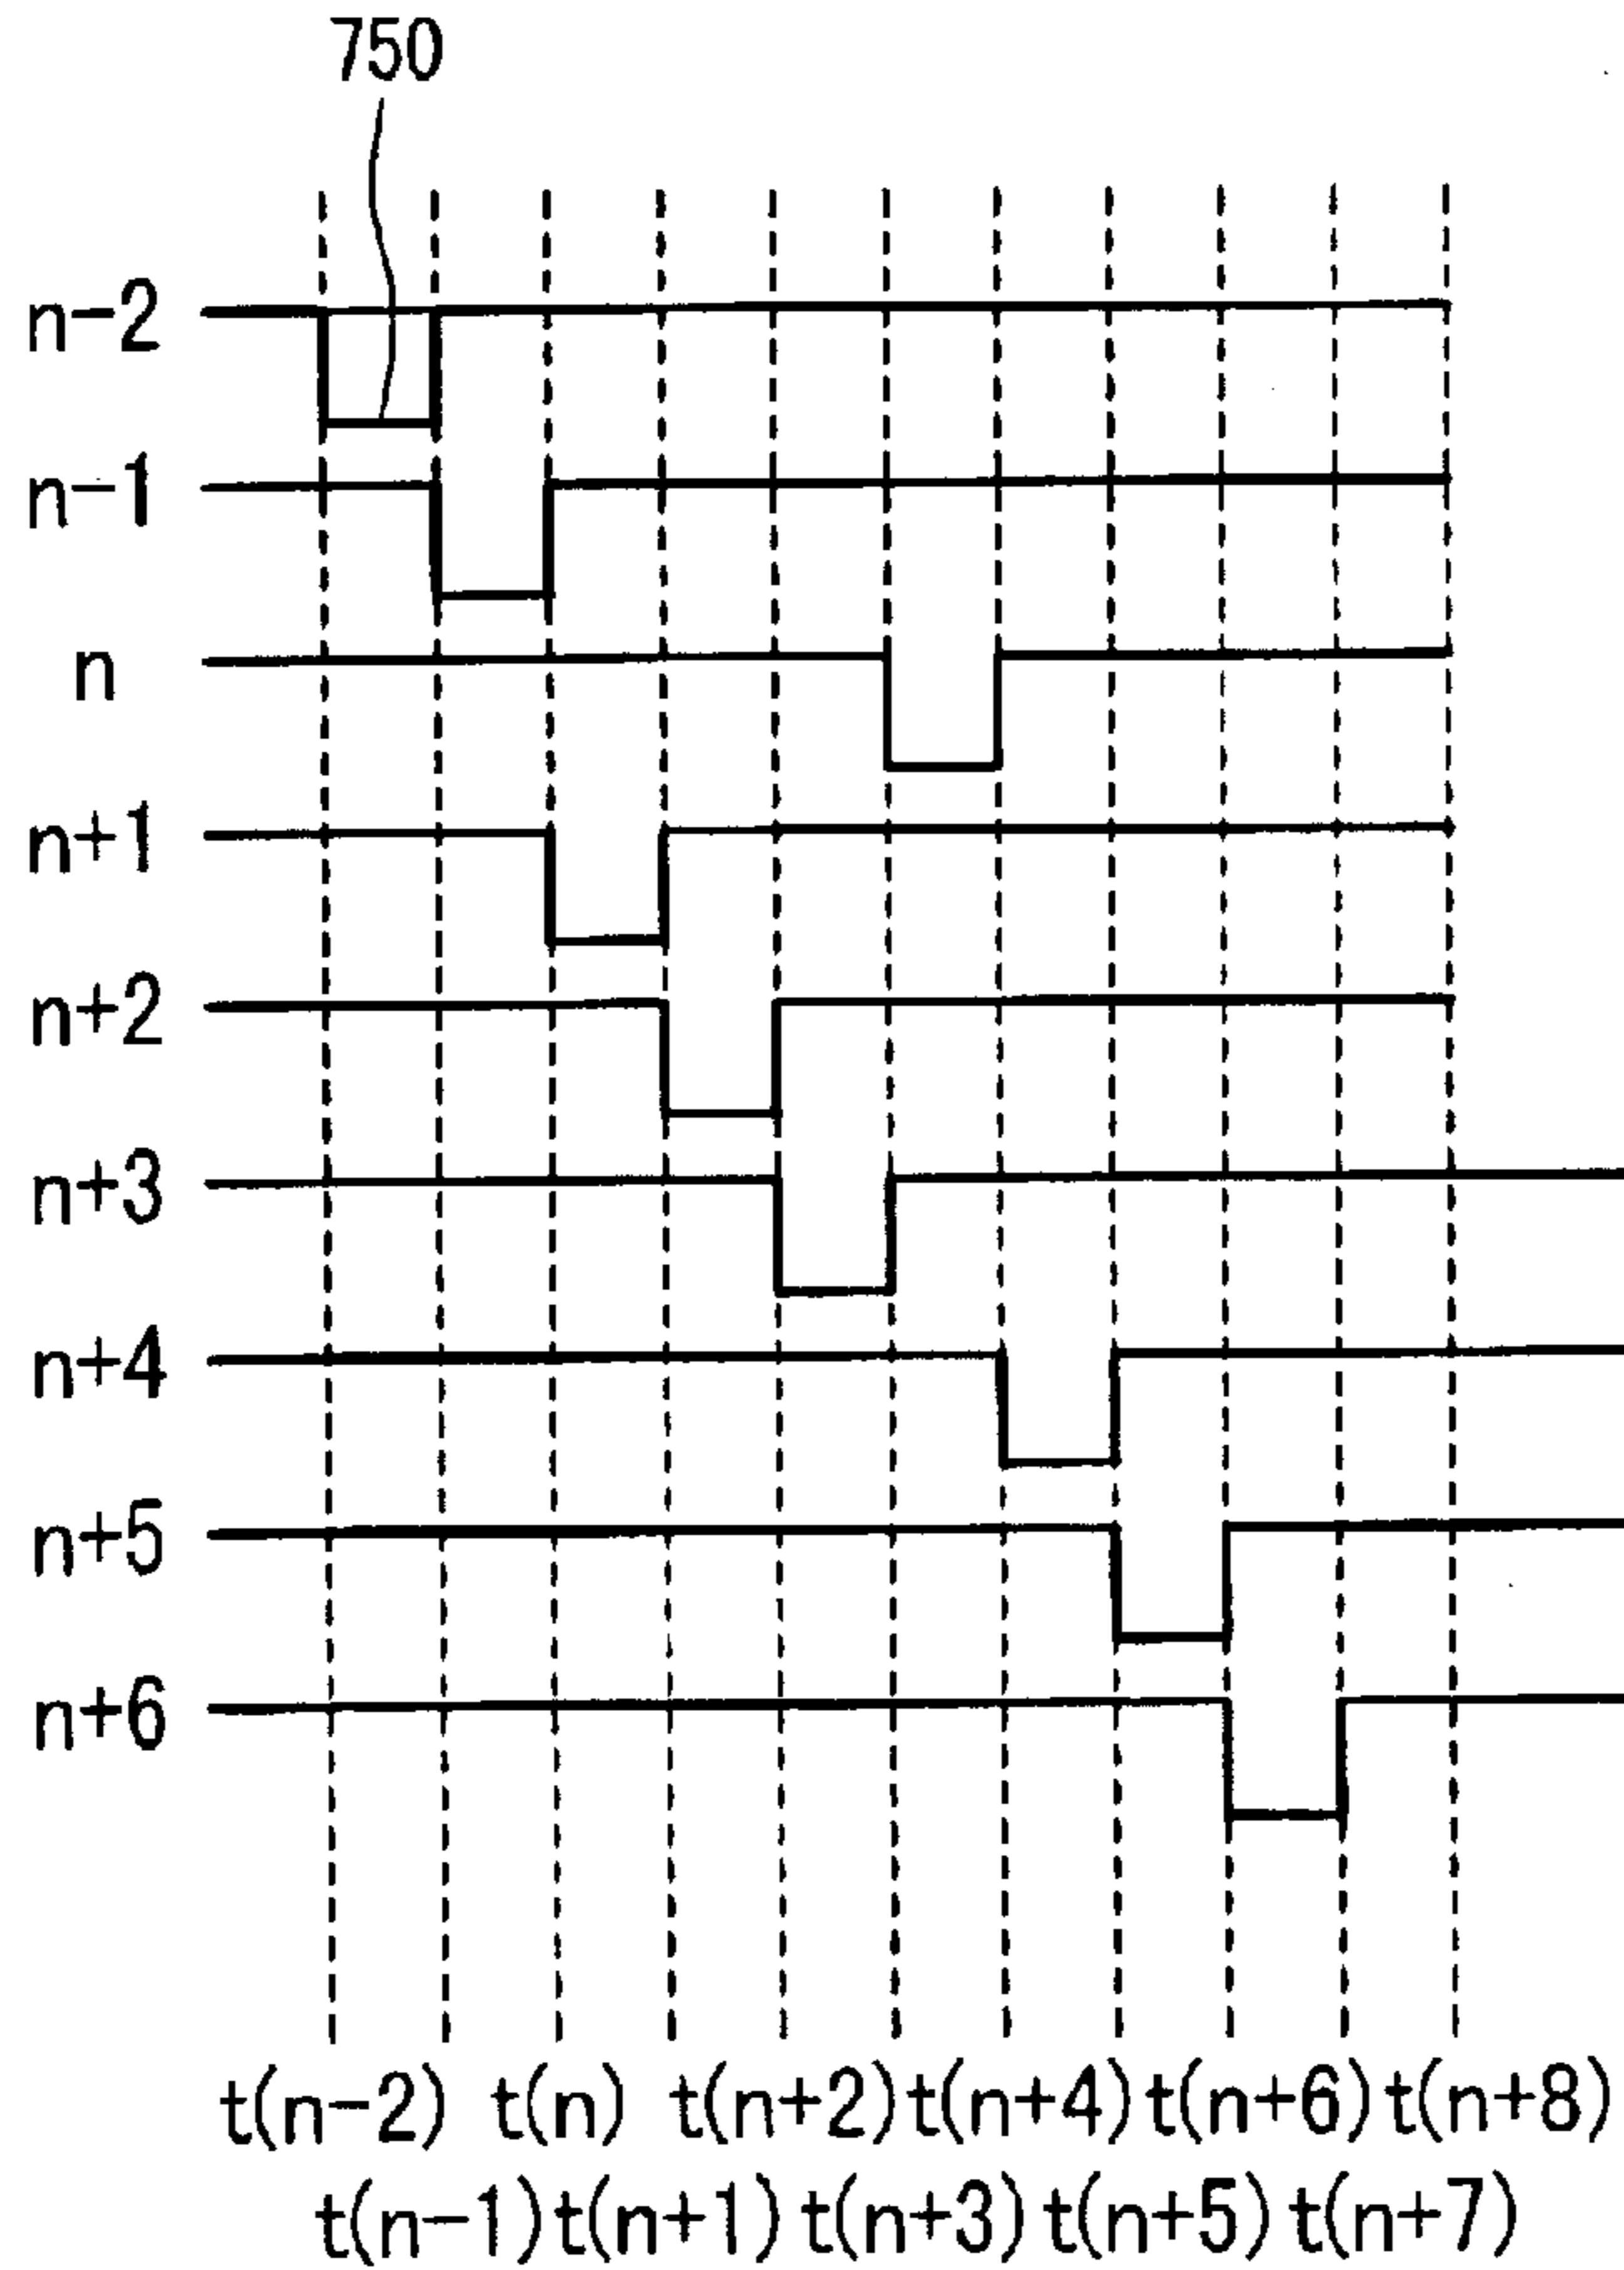 750
n-2
n-1
n
n+1
n+2
n+3
n+4
n+5
n+6
t(n-2) t(n) t(n+2) t(n+4) t(n+6) t(n+8)
t(n-1) t(n+1) t(n+3) t(n+5) t(n+7)